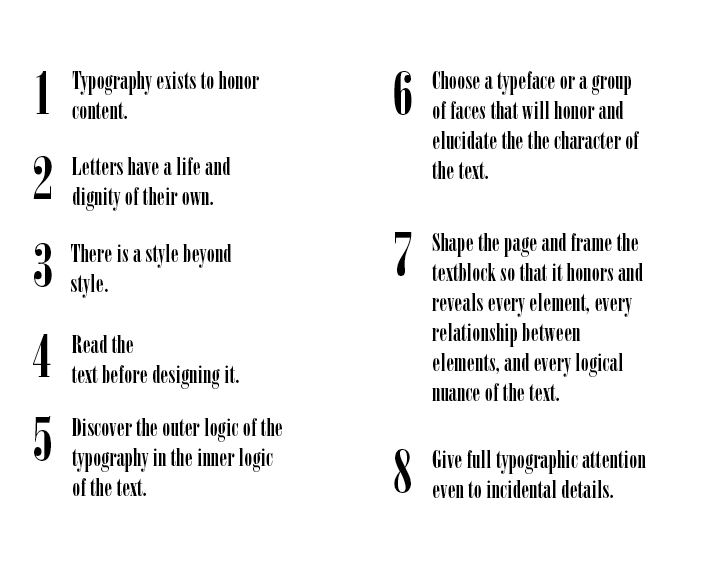 1 Typography exists to honor
content.
2 Letters have a life and
dignity of their own.
3 There is a style beyond
style.
4 Read the
text before designing it.
5 Discover the outer logic of the
typography in the inner logic
of the text.
6 Choose a typeface or a group
of faces that will honor and
elucidate the the character of
the text.
7 Shape the page and frame the
textblock so that it honors and
reveals every element, every
relationship between
elements, and every logical
nuance of the text.
8 Give full typographic attention
even to incidental details.